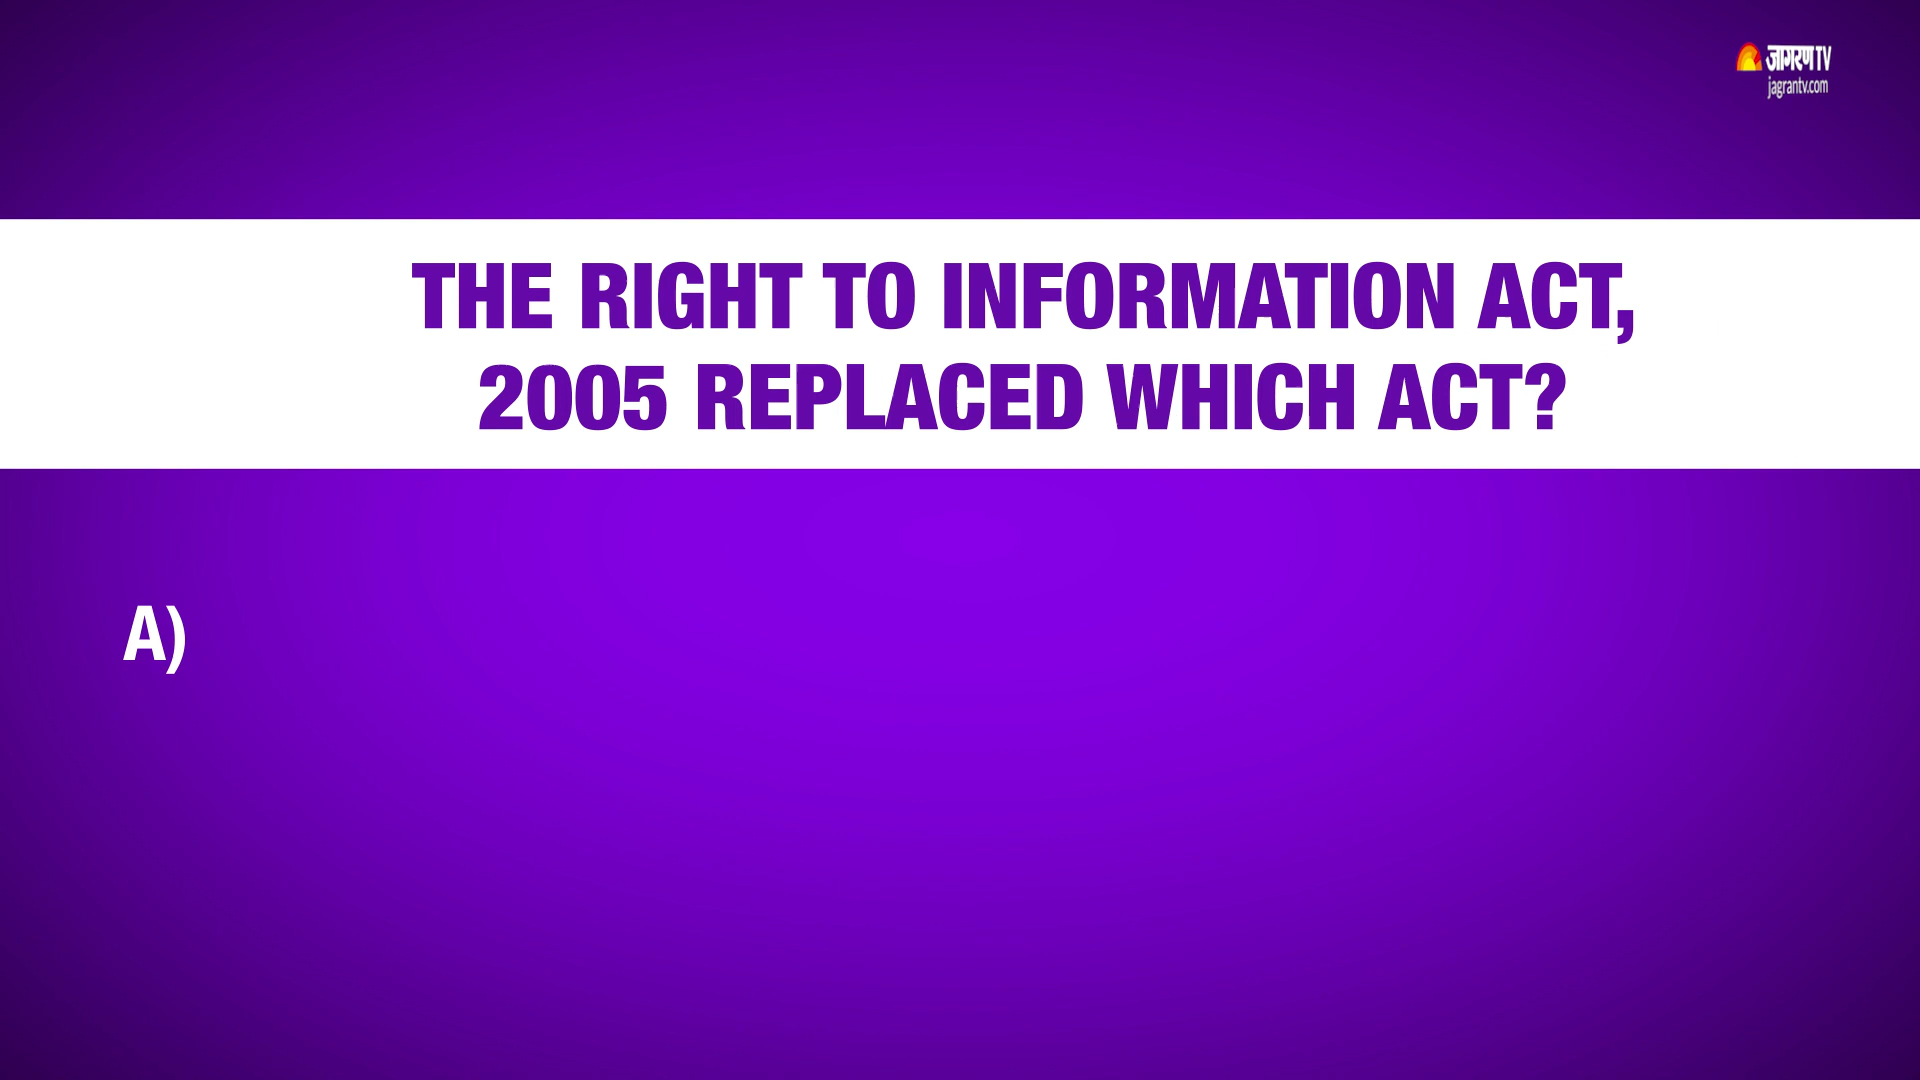 जागरण TV
jagrantv.com
THE RIGHT TO INFORMATION ACT,
2005 REPLACED WHICH ACT?
A)